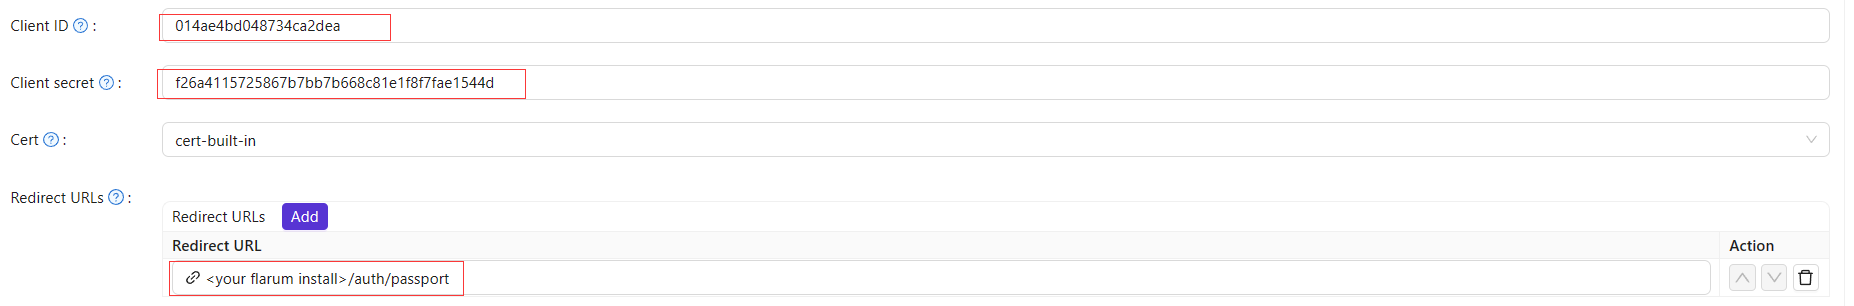 Client ID ? :
014ae4bd048734ca2dea
Client secret ? :
f26a4115725867b7bb7b668c81e1f8f7fae1544d
Cert ? :
cert-built-in
Redirect URLs ? :
Redirect URLs Add
Redirect URL Action
<your flarum install>/auth/passport